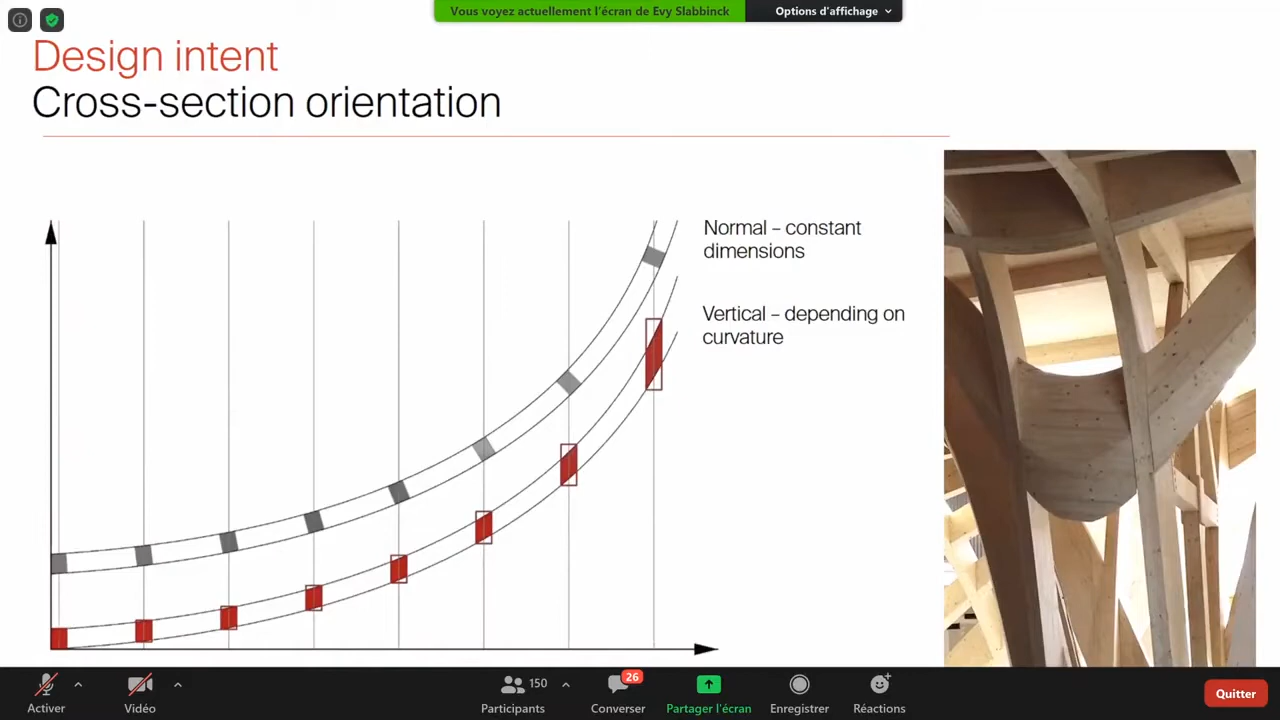 Vous voyez actuellement l'écran de Evy Slabbinck
Options d'affichage
Design intent
Cross-section orientation
Normal – constant
dimensions
Vertical – depending on
curvature
Activer
Vidéo
Participants
150
Converser
26
Partager l'écran
Enregistrer
Réactions
Quitter